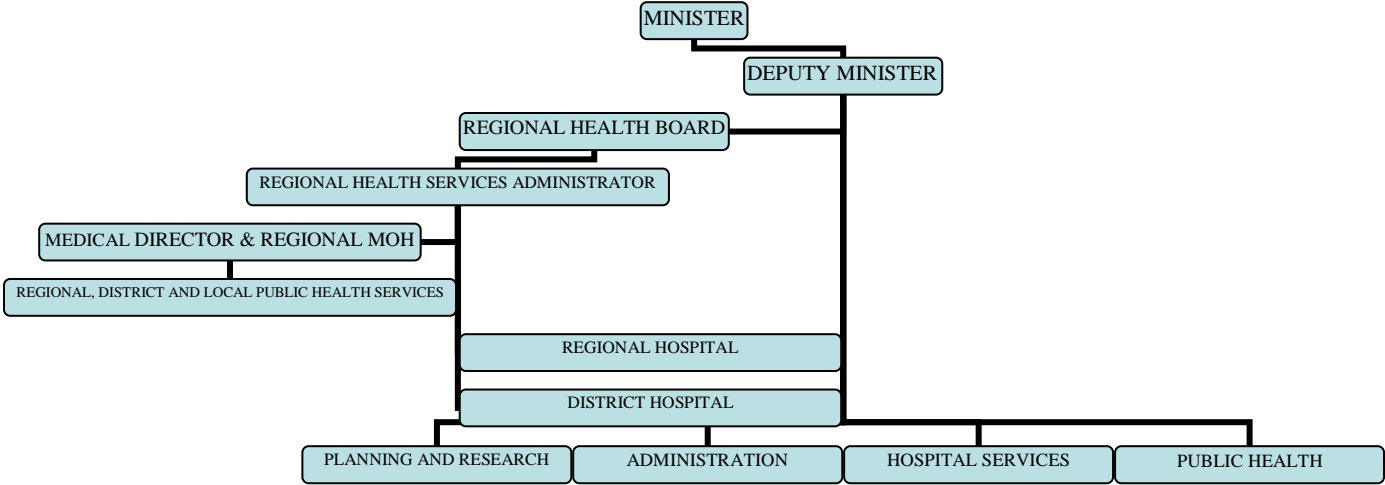 MINISTER
DEPUTY MINISTER
REGIONAL HEALTH BOARD
REGIONAL HEALTH SERVICES ADMINISTRATOR
MEDICAL DIRECTOR & REGIONAL MOH
REGIONAL, DISTRICT AND LOCAL PUBLIC HEALTH SERVICES
REGIONAL HOSPITAL
DISTRICT HOSPITAL
PLANNING AND RESEARCH
ADMINISTRATION
HOSPITAL SERVICES
PUBLIC HEALTH